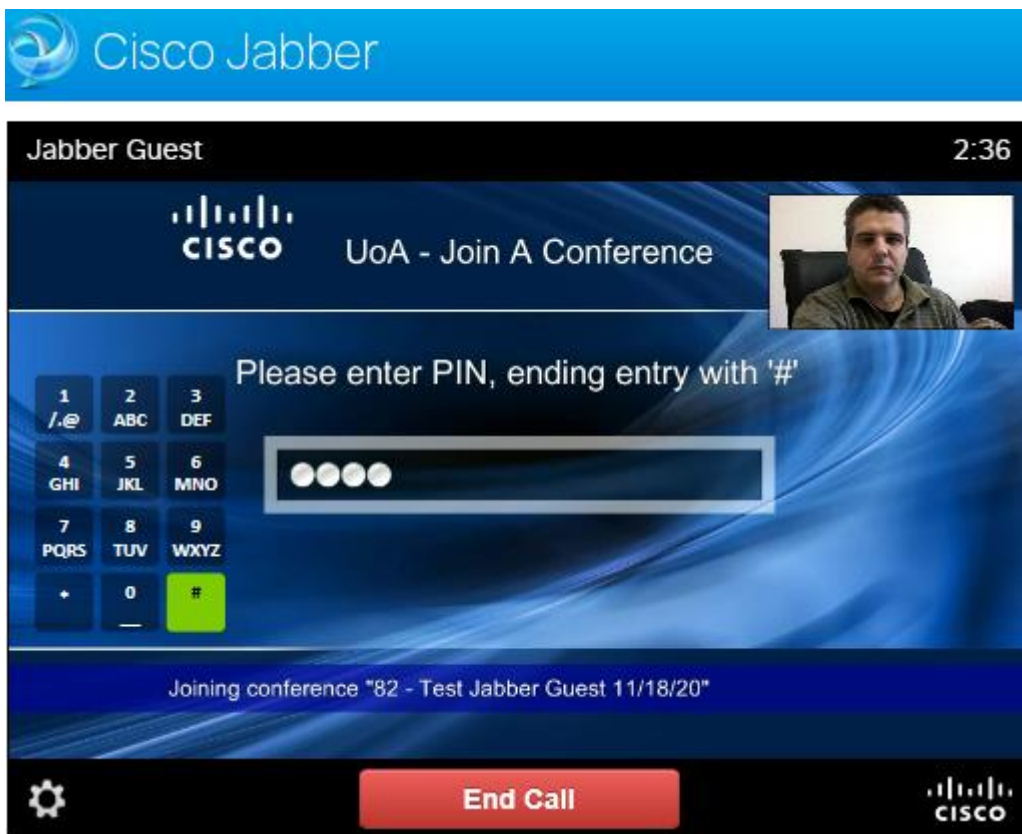 Cisco Jabber
Jabber Guest 2:36
CISCO
UoA - Join A Conference
Please enter PIN, ending entry with '#'
1 2 3
/.@ ABC DEF
4 5 6
GHI JKL MNO
7 8 9
PQRS TUV WXYZ
* 0 #
Joining conference "82 - Test Jabber Guest 11/18/20"
End Call
CISCO